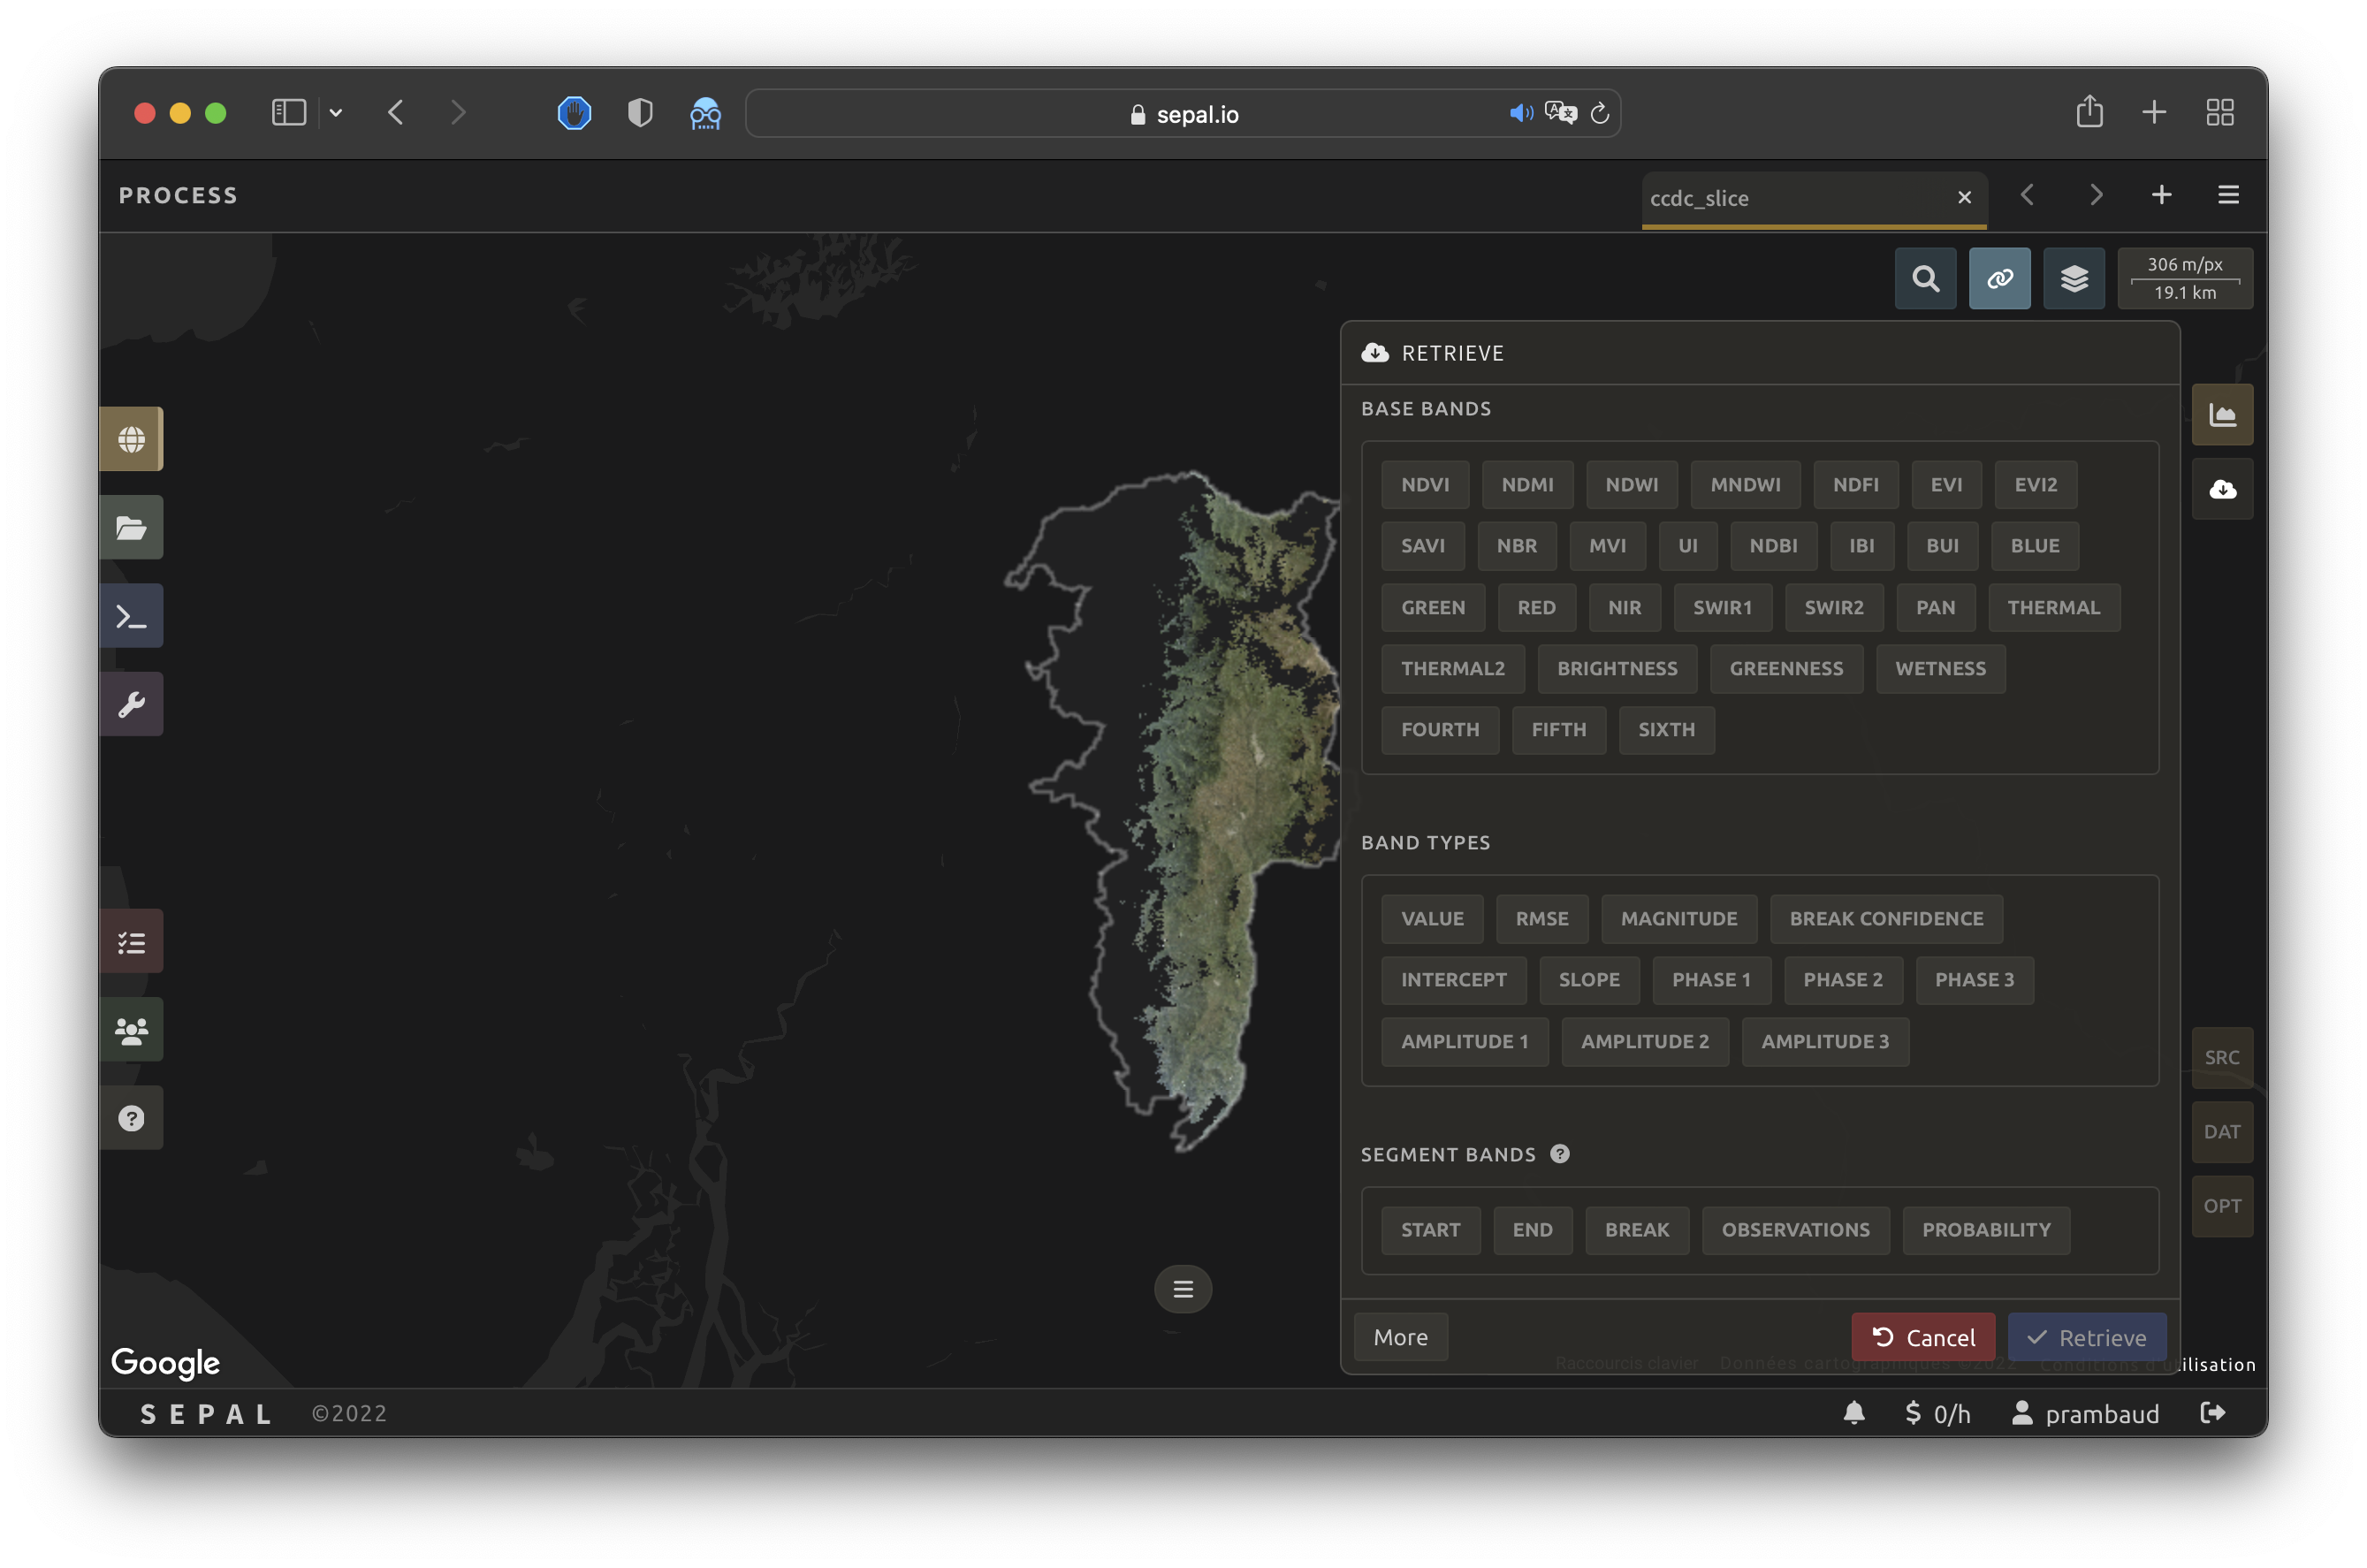 sepal.io
PROCESS
ccdc_slice
306 m/px
19.1 km
RETRIEVE
BASE BANDS
NDVI NDMI NDWI MNDWI NDFI EVI EVI2
SAVI NBR MVI UI NDBI IBI BUI BLUE
GREEN RED NIR SWIR1 SWIR2 PAN THERMAL
THERMAL2 BRIGHTNESS GREENNESS WETNESS
FOURTH FIFTH SIXTH
BAND TYPES
VALUE RMSE MAGNITUDE BREAK CONFIDENCE
INTERCEPT SLOPE PHASE 1 PHASE 2 PHASE 3
AMPLITUDE 1 AMPLITUDE 2 AMPLITUDE 3
SEGMENT BANDS ?
START END BREAK OBSERVATIONS PROBABILITY
SRC
DAT
OPT
More Cancel Retrieve
Google
Raccourcis clavier Données cartographiques ©2022 Conditions d'utilisation
SEPAL ©2022 $ 0/h prambaud